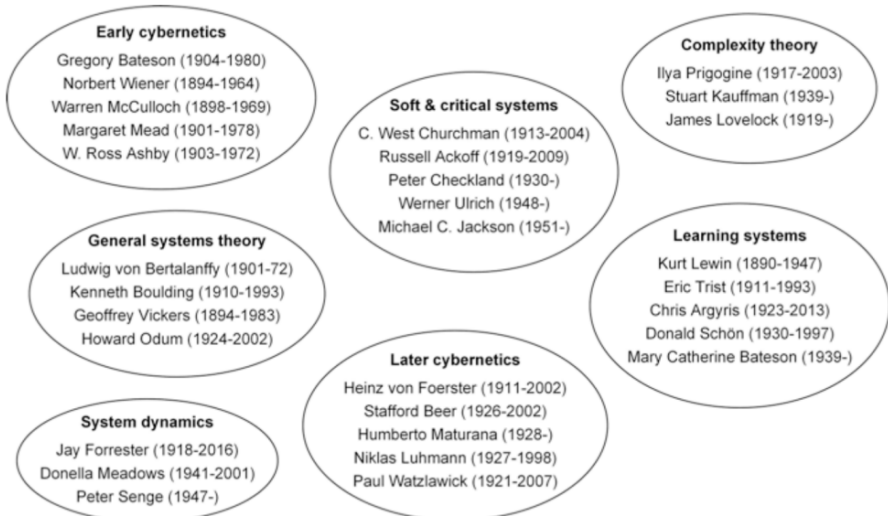 Early cybernetics
Gregory Bateson (1904-1980)
Norbert Wiener (1894-1964)
Warren McCulloch (1898-1969)
Margaret Mead (1901-1978)
W. Ross Ashby (1903-1972)
Complexity theory
Ilya Prigogine (1917-2003)
Stuart Kauffman (1939-)
James Lovelock (1919-)
Soft & critical systems
C. West Churchman (1913-2004)
Russell Ackoff (1919-2009)
Peter Checkland (1930-)
Werner Ulrich (1948-)
Michael C. Jackson (1951-)
General systems theory
Ludwig von Bertalanffy (1901-72)
Kenneth Boulding (1910-1993)
Geoffrey Vickers (1894-1983)
Howard Odum (1924-2002)
Learning systems
Kurt Lewin (1890-1947)
Eric Trist (1911-1993)
Chris Argyris (1923-2013)
Donald Schön (1930-1997)
Mary Catherine Bateson (1939-)
Later cybernetics
Heinz von Foerster (1911-2002)
Stafford Beer (1926-2002)
Humberto Maturana (1928-)
Niklas Luhmann (1927-1998)
Paul Watzlawick (1921-2007)
System dynamics
Jay Forrester (1918-2016)
Donella Meadows (1941-2001)
Peter Senge (1947-)